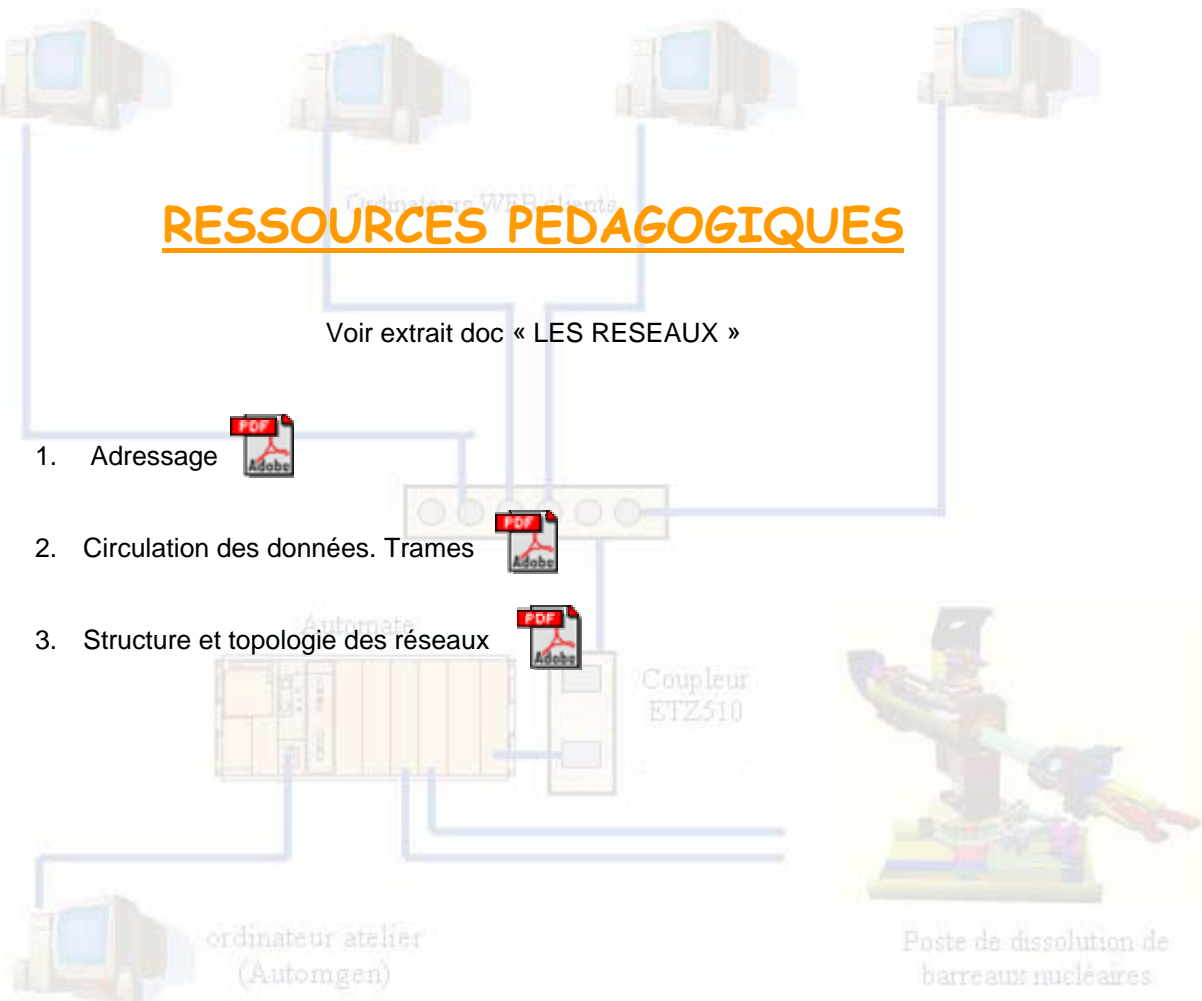 Ordinateurs WEB clients
RESSOURCES PEDAGOGIQUES
Voir extrait doc « LES RESEAUX »
1. Adressage
PDF
Adobe
2. Circulation des données. Trames
PDF
Adobe
Automate
3. Structure et topologie des réseaux
PDF
Adobe
Coupleur
ETZ510
ordinateur atelier
(Automgen)
Poste de dissolution de
barreaux nucléaires